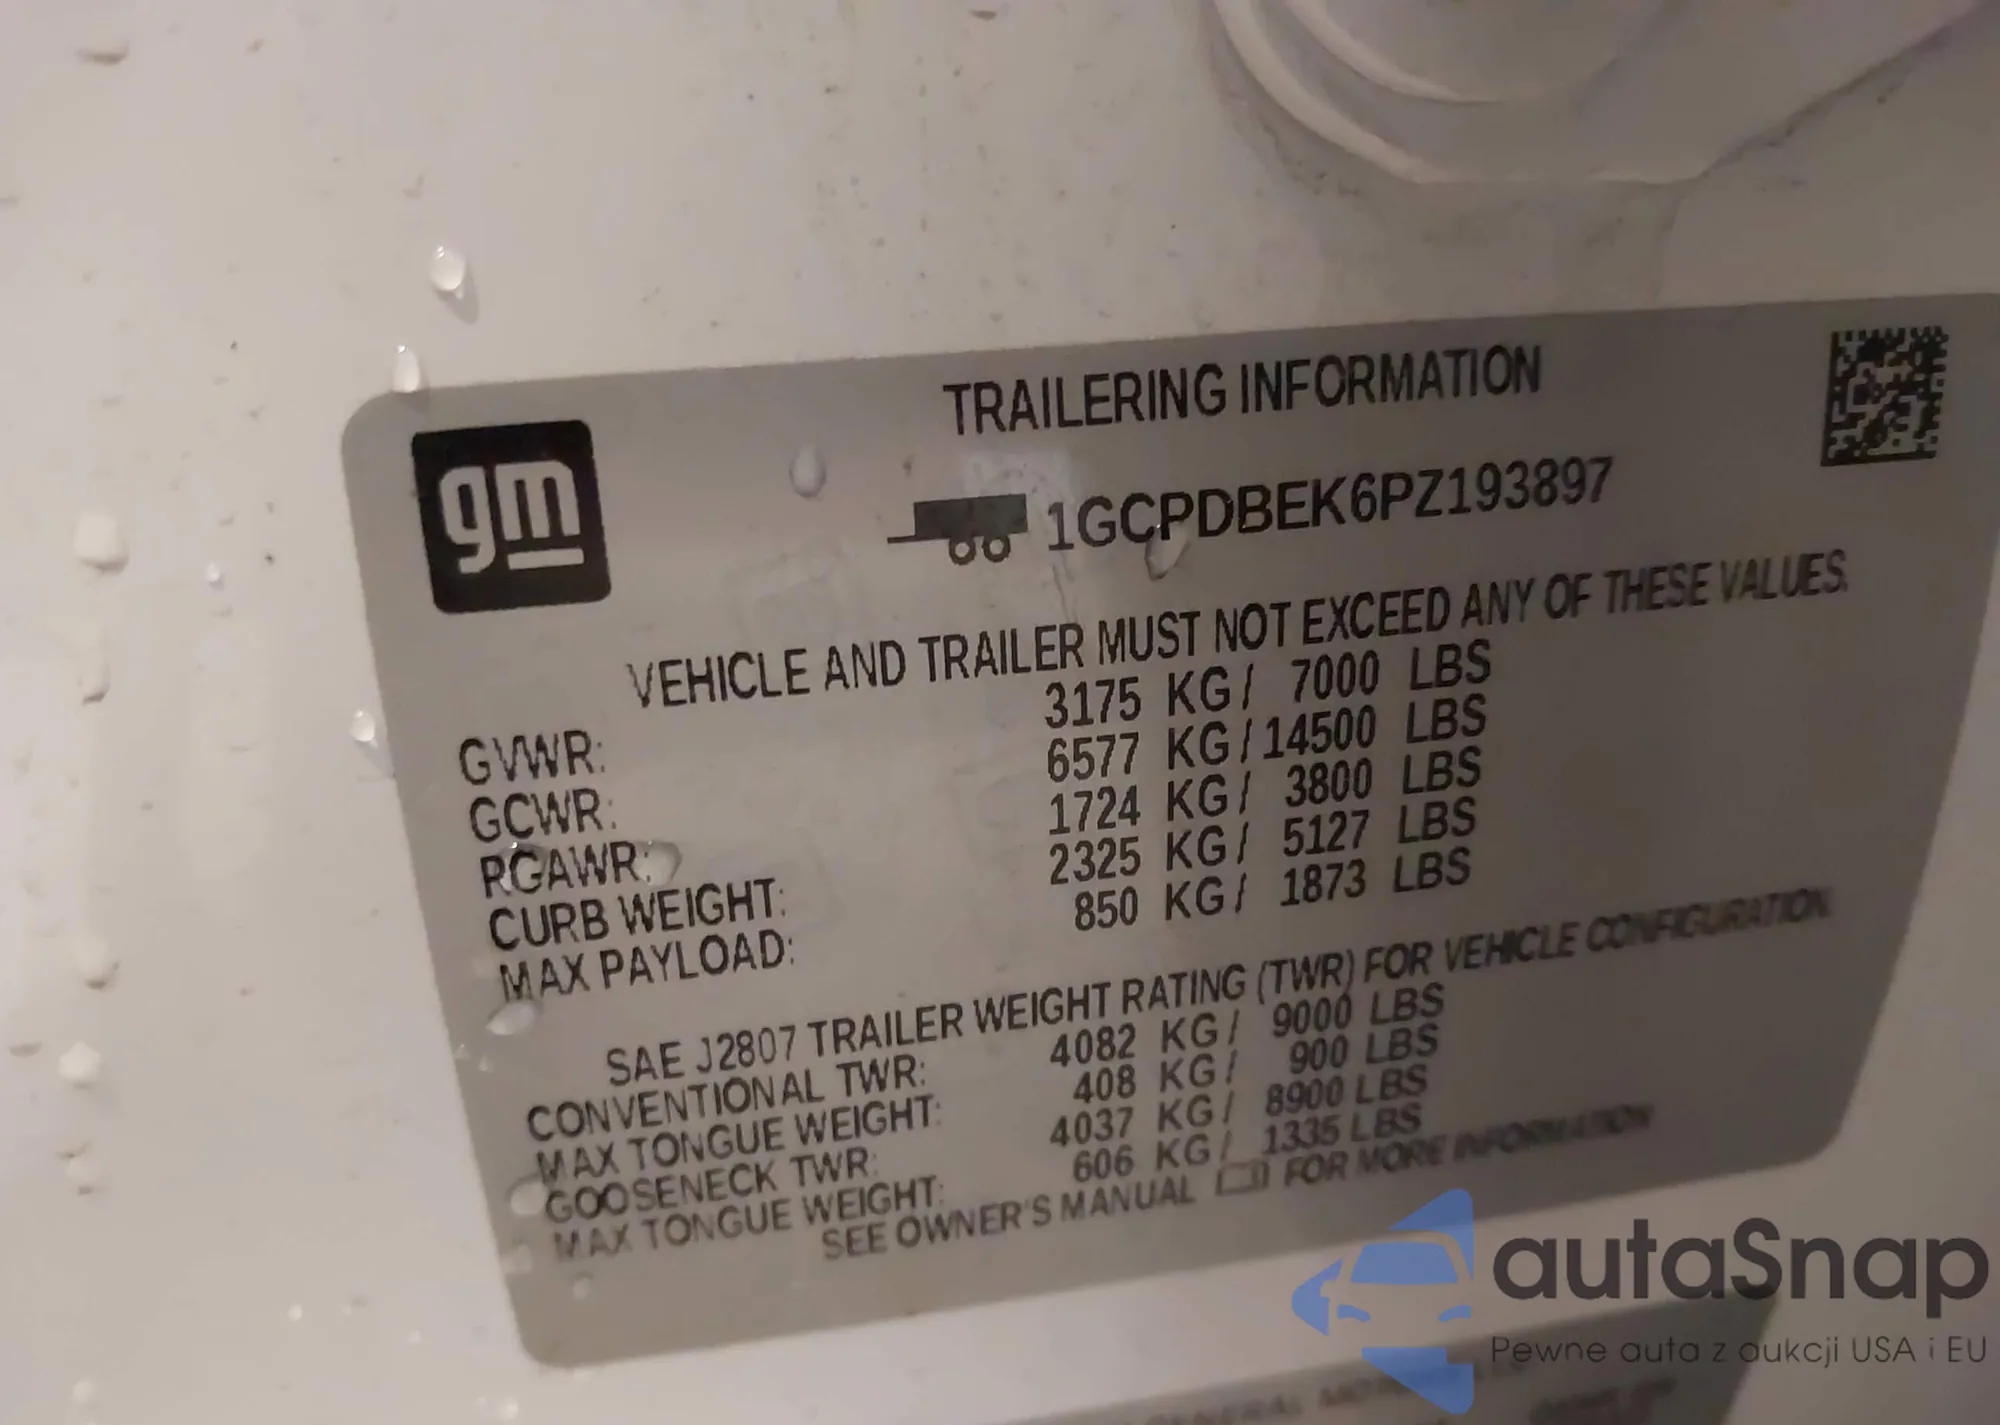 TRAILERING INFORMATION
gm
1GCPDBEK6PZ193897
VEHICLE AND TRAILER MUST NOT EXCEED ANY OF THESE VALUES.
GVWR: 3175 KG/ 7000 LBS
GCWR: 6577 KG/14500 LBS
RGAWR: 1724 KG/ 3800 LBS
CURB WEIGHT: 2325 KG/ 5127 LBS
MAX PAYLOAD: 850 KG/ 1873 LBS
SAE J2807 TRAILER WEIGHT RATING (TWR) FOR VEHICLE CONFIGURATION
CONVENTIONAL TWR: 4082 KG/ 9000 LBS
MAX TONGUE WEIGHT: 408 KG/ 900 LBS
GOOSENECK TWR: 4037 KG/ 8900 LBS
MAX TONGUE WEIGHT: 606 KG/ 1335 LBS
SEE OWNER'S MANUAL FOR MORE INFORMATION
autaSnap
Pewne auta z aukcji USA i EU
GENERAL